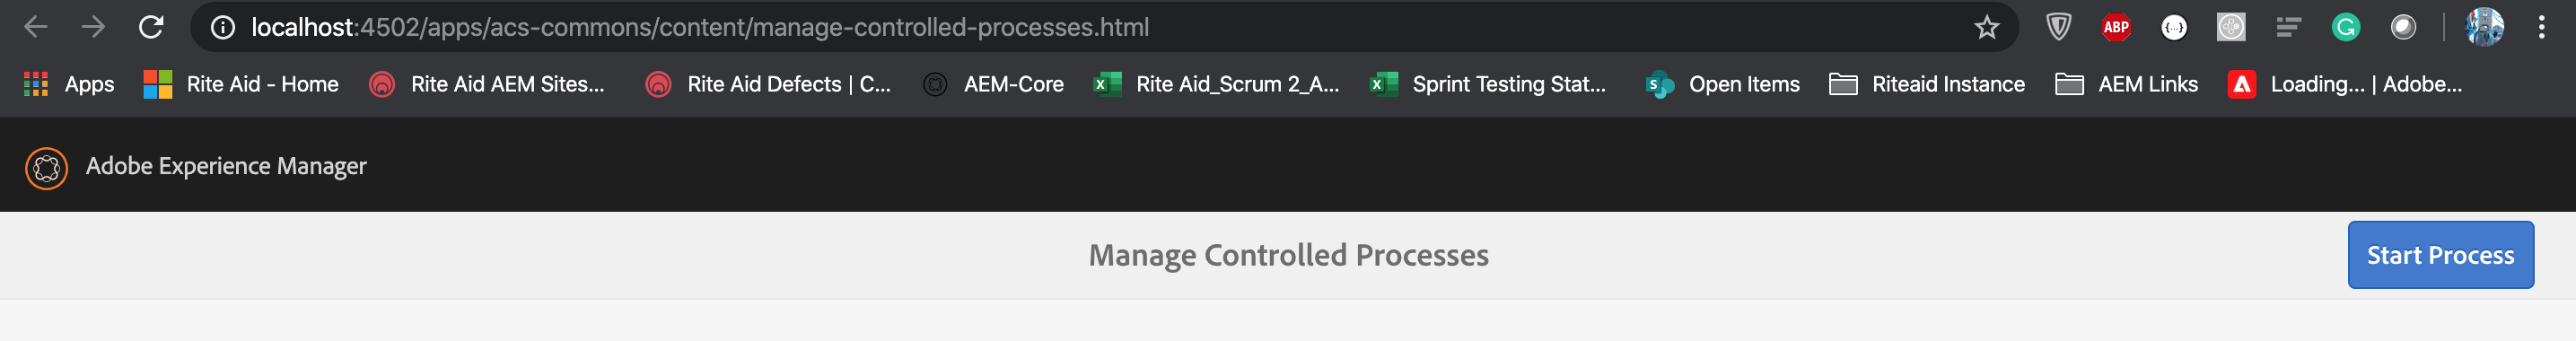 localhost:4502/apps/acs-commons/content/manage-controlled-processes.html ABP {...} G
Apps Rite Aid - Home Rite Aid AEM Sites... Rite Aid Defects | C... AEM-Core X Rite Aid_Scrum 2_A... X Sprint Testing Stat... S Open Items Riteaid Instance AEM Links Loading... | Adobe...
Adobe Experience Manager
Manage Controlled Processes Start Process